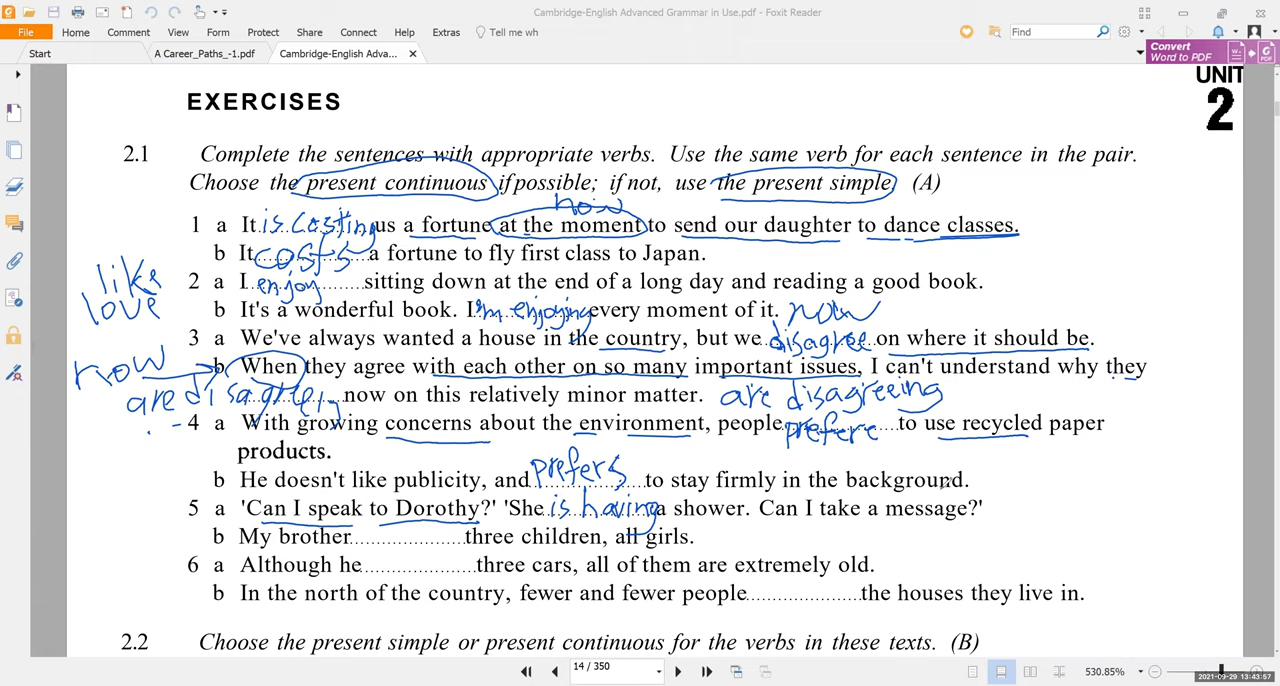 Cambridge-English Advanced Grammar in Use.pdf - Foxit Reader
File Home Comment View Form Protect Share Connect Help Extras Tell me wh Find
Start A Career_Paths_-1.pdf Cambridge-English Adva... Convert Word to PDF
UNIT
2
EXERCISES
2.1 Complete the sentences with appropriate verbs. Use the same verb for each sentence in the pair.
Choose the present continuous if possible; if not, use the present simple. (A)
now
1 a It is costing us a fortune at the moment to send our daughter to dance classes.
b It costs a fortune to fly first class to Japan.
like
love
2 a I enjoy sitting down at the end of a long day and reading a good book.
b It's a wonderful book. I'm enjoying every moment of it. now
3 a We've always wanted a house in the country, but we disagree on where it should be.
now
b When they agree with each other on so many important issues, I can't understand why they
are disagreeing now on this relatively minor matter. are disagreeing
4 a With growing concerns about the environment, people prefere to use recycled paper
products.
b He doesn't like publicity, and prefers to stay firmly in the background.
5 a 'Can I speak to Dorothy?' 'She is having a shower. Can I take a message?'
b My brother.....................three children, all girls.
6 a Although he.....................three cars, all of them are extremely old.
b In the north of the country, fewer and fewer people.....................the houses they live in.
2.2 Choose the present simple or present continuous for the verbs in these texts. (B)
14 / 350 530.85%
2021-09-29 13:43:57